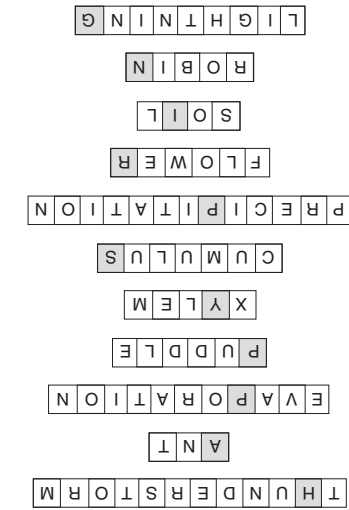 THUNDERSTORM
ANT
EVAPORATION
PUDDLE
XYLEM
CUMULUS
PRECIPITATION
FLOWER
SOIL
ROBIN
LIGHTNING